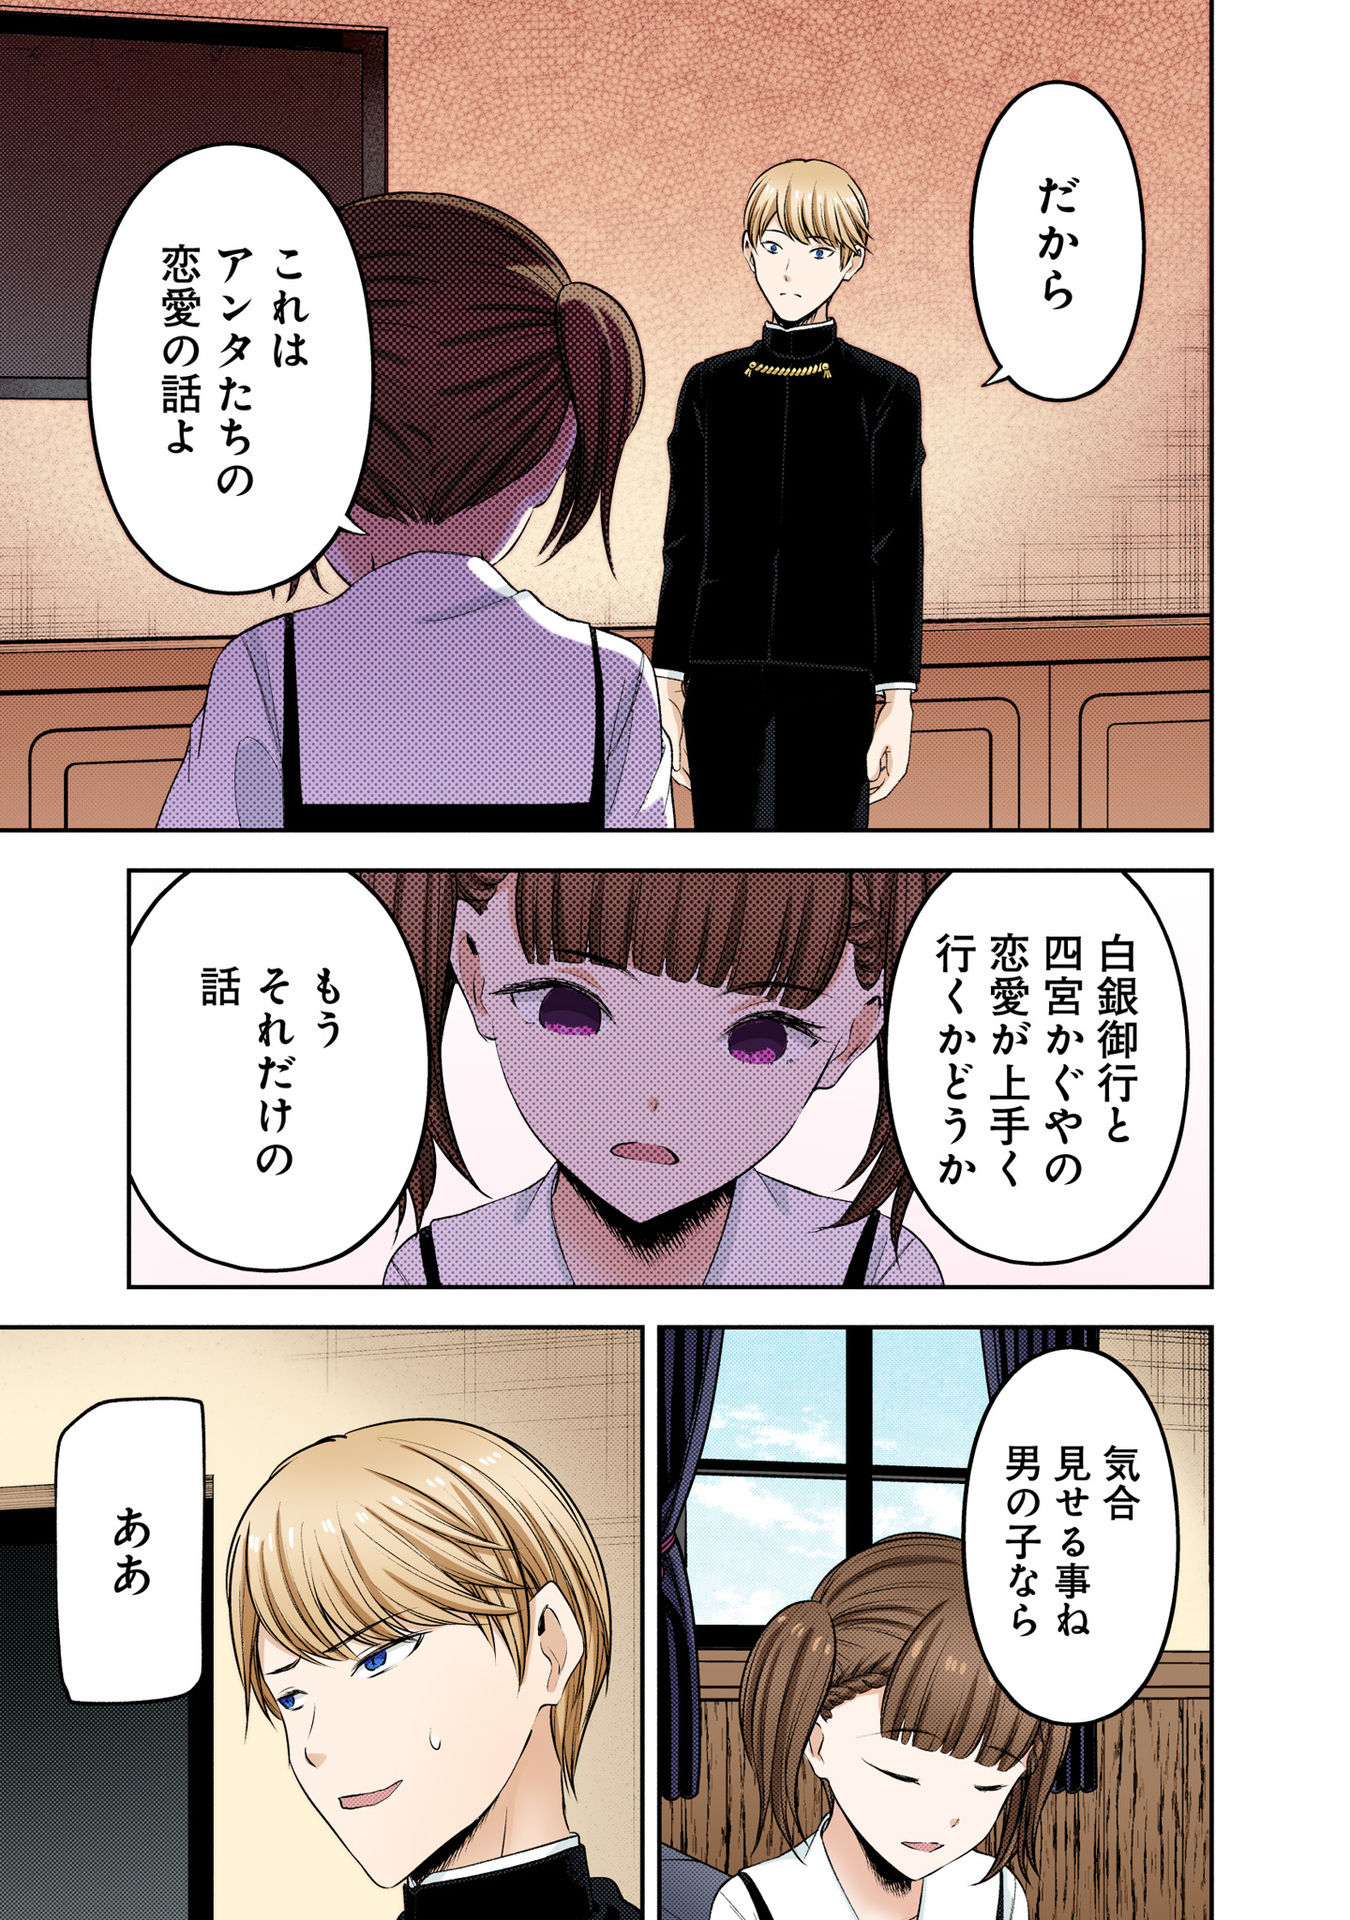 だから
これは
アンタたちの
恋愛の話よ
白銀御行と
四宮かぐやの
恋愛が上手く
行くかどうか
もう
それだけの
話
気合
見せる事ね
男の子なら
ああ